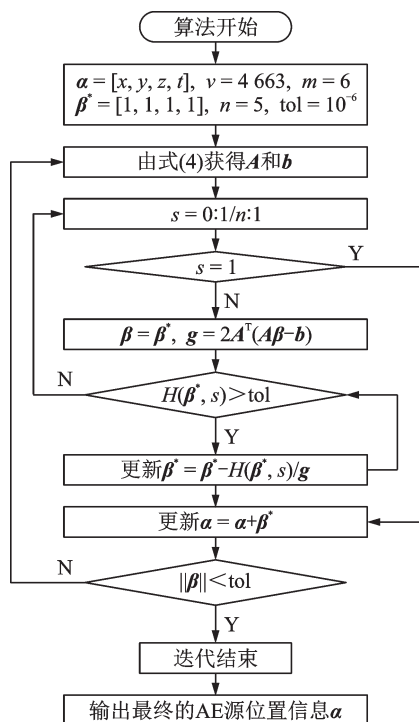 算法开始
α = [x, y, z, t], v = 4 663, m = 6
β* = [1, 1, 1, 1], n = 5, tol = 10⁻⁶
由式(4)获得A和b
s = 0:1/n:1
s = 1
Y
N
β = β*, g = 2Aᵀ(Aβ−b)
N
H(β*, s)>tol
Y
更新β* = β*−H(β*, s)/g
更新α = α+β*
N
||β||<tol
Y
迭代结束
输出最终的AE源位置信息α